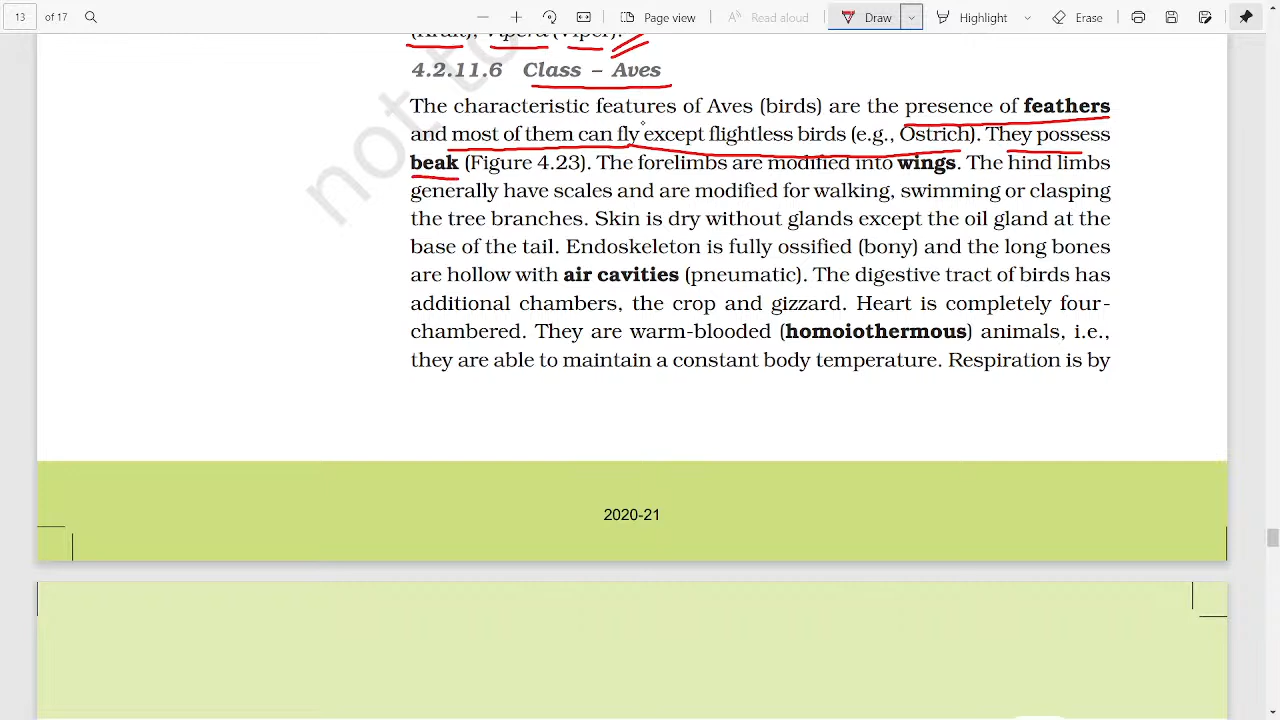 13 of 17 Page view Read aloud Draw Highlight Erase
(Krait), Vipera (Viper).
4.2.11.6 Class – Aves
The characteristic features of Aves (birds) are the presence of feathers
and most of them can fly except flightless birds (e.g., Ostrich). They possess
beak (Figure 4.23). The forelimbs are modified into wings. The hind limbs
generally have scales and are modified for walking, swimming or clasping
the tree branches. Skin is dry without glands except the oil gland at the
base of the tail. Endoskeleton is fully ossified (bony) and the long bones
are hollow with air cavities (pneumatic). The digestive tract of birds has
additional chambers, the crop and gizzard. Heart is completely four-
chambered. They are warm-blooded (homoiothermous) animals, i.e.,
they are able to maintain a constant body temperature. Respiration is by
not to
2020-21